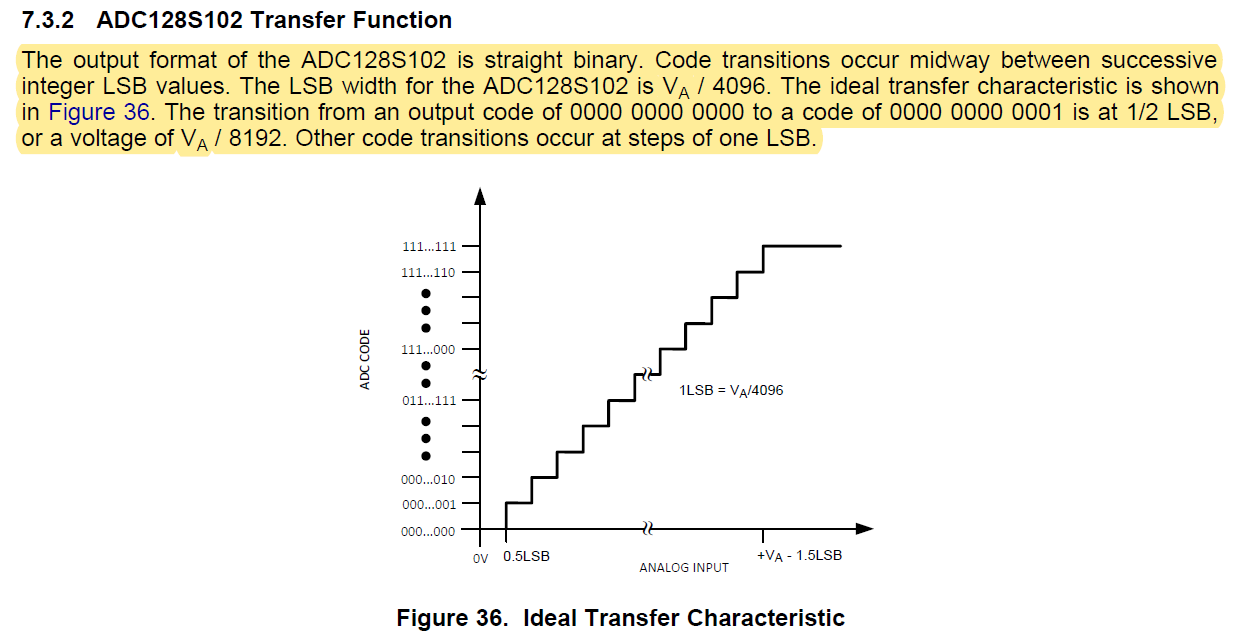 7.3.2 ADC128S102 Transfer Function
The output format of the ADC128S102 is straight binary. Code transitions occur midway between successive
integer LSB values. The LSB width for the ADC128S102 is VA / 4096. The ideal transfer characteristic is shown
in Figure 36. The transition from an output code of 0000 0000 0000 to a code of 0000 0000 0001 is at 1/2 LSB,
or a voltage of VA / 8192. Other code transitions occur at steps of one LSB.
111...111
111...110
111...000
ADC CODE
1LSB = VA/4096
011...111
000...010
000...001
000...000
0V
0.5LSB
+VA - 1.5LSB
ANALOG INPUT
Figure 36. Ideal Transfer Characteristic